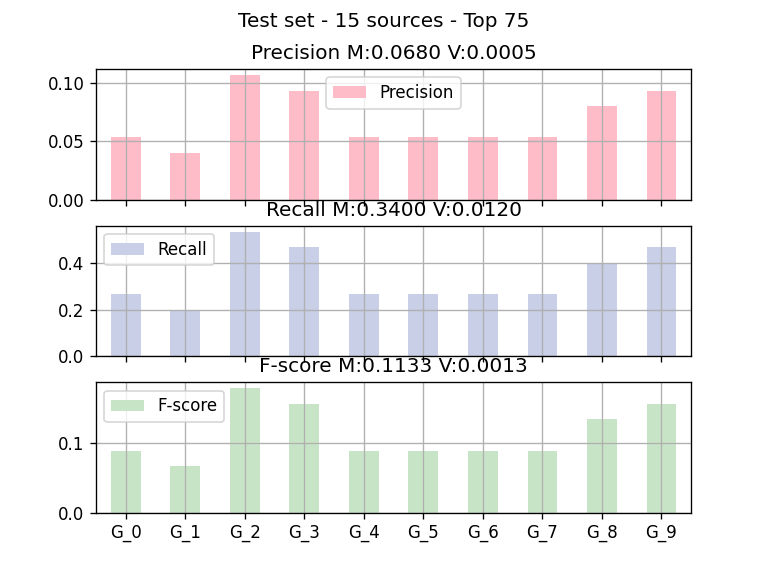 Test set - 15 sources - Top 75
Precision M:0.0680 V:0.0005
0.10
0.05
0.00
Precision
Recall M:0.3400 V:0.0120
0.4
0.2
0.0
Recall
F-score M:0.1133 V:0.0013
0.1
0.0
F-score
G_0 G_1 G_2 G_3 G_4 G_5 G_6 G_7 G_8 G_9